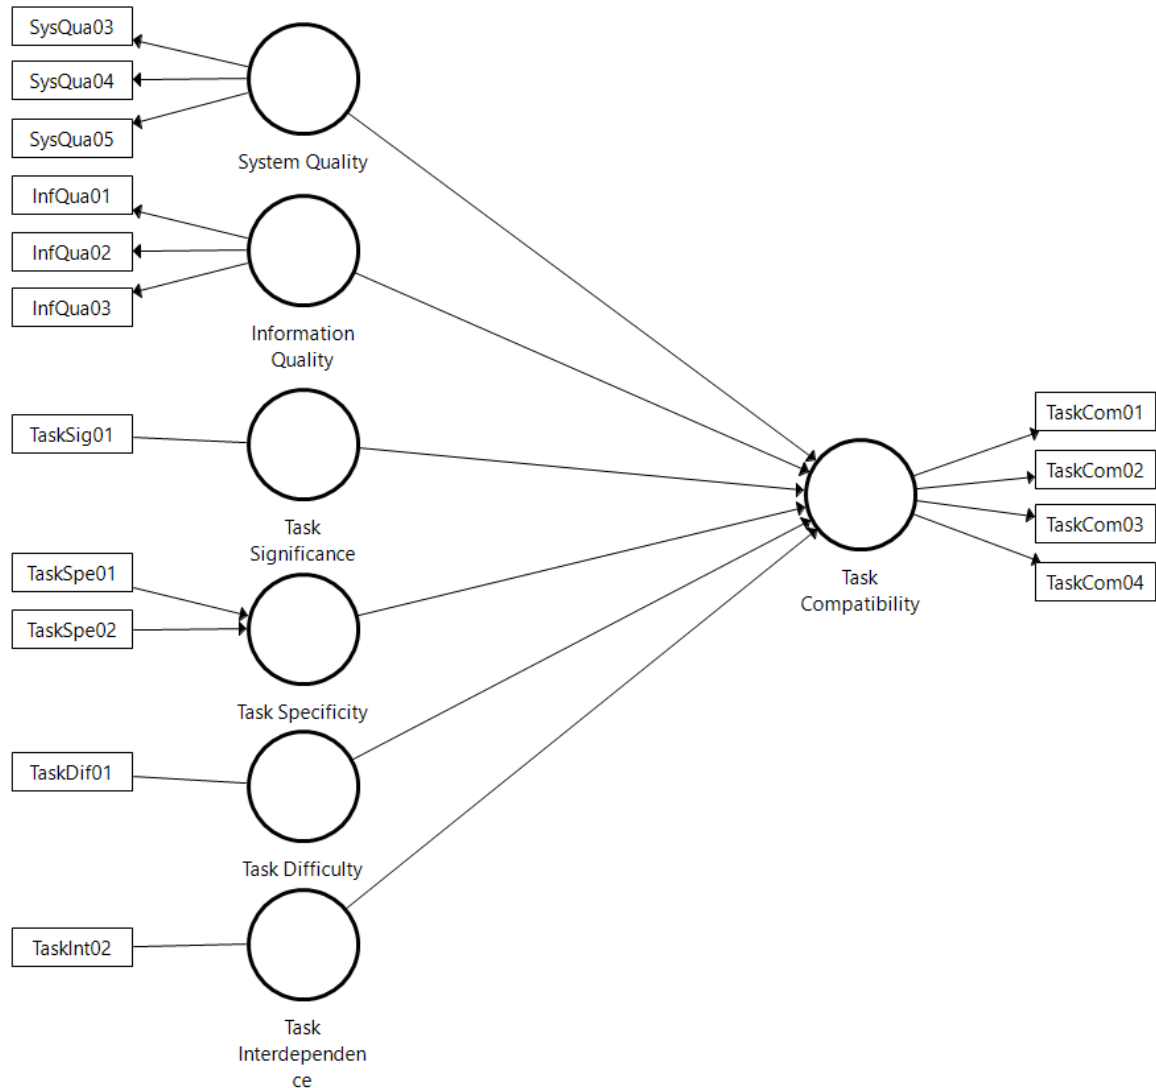 SysQua03
SysQua04
SysQua05
System Quality
InfQua01
InfQua02
InfQua03
Information
Quality
TaskSig01
Task
Significance
TaskSpe01
TaskSpe02
Task Specificity
TaskDif01
Task Difficulty
TaskInt02
Task
Interdependen
ce
Task
Compatibility
TaskCom01
TaskCom02
TaskCom03
TaskCom04